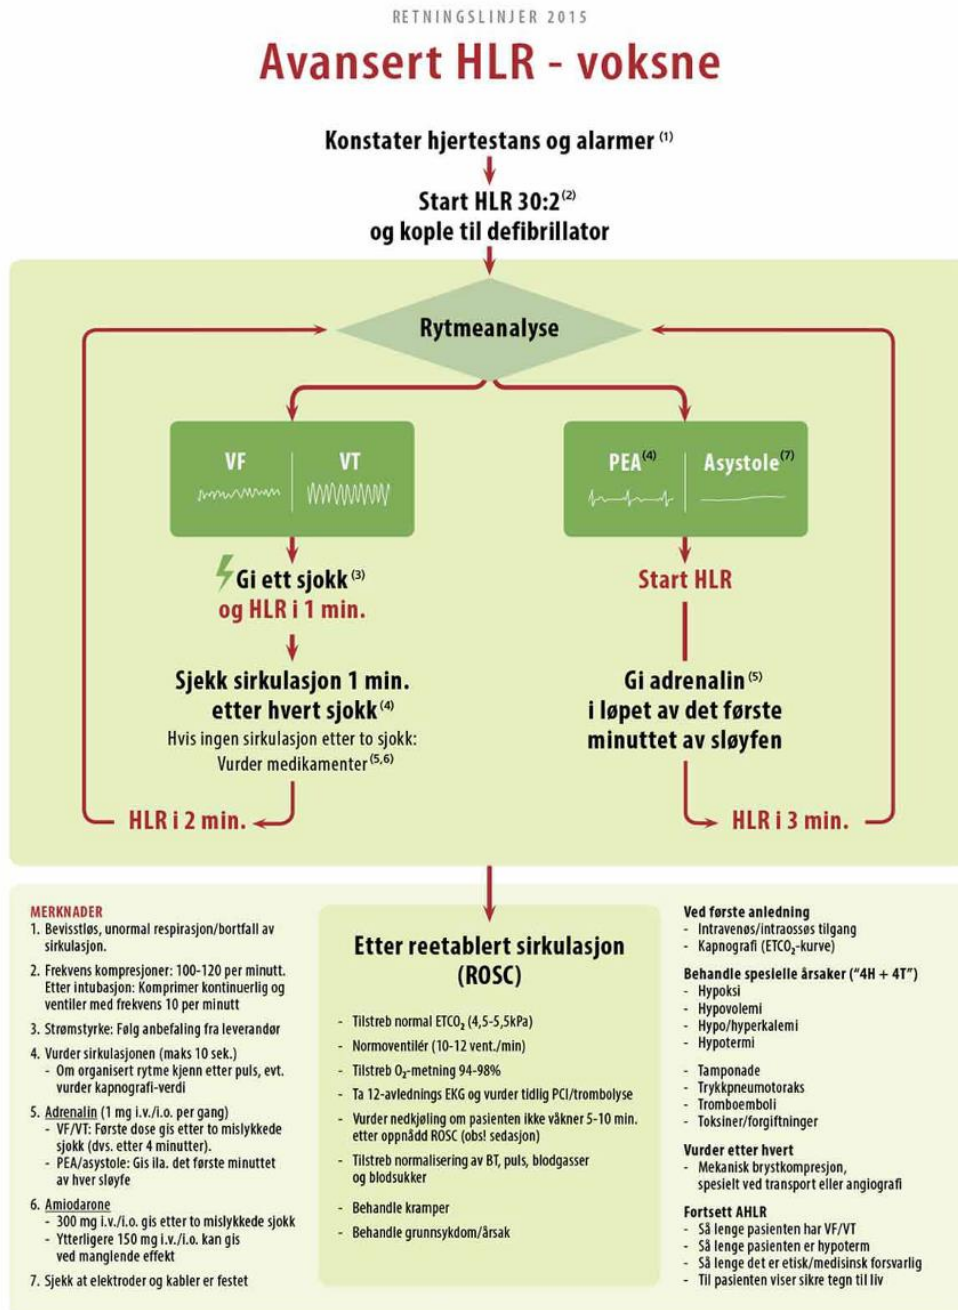 RETNINGSLINJER 2015
Avansert HLR - voksne
Konstater hjertestans og alarmer (1)
Start HLR 30:2(2)
og kople til defibrillator
Rytmeanalyse
VF
VT
PEA(4)
Asystole(7)
Gi ett sjokk (3)
og HLR i 1 min.
Sjekk sirkulasjon 1 min.
etter hvert sjokk(4)
Hvis ingen sirkulasjon etter to sjokk:
Vurder medikamenter (5,6)
HLR i 2 min.
Start HLR
Gi adrenalin (5)
i løpet av det første
minuttet av sløyfen
HLR i 3 min.
MERKNADER
1. Bevisstløs, unormal respirasjon/bortfall av
sirkulasjon.
2. Frekvens kompresjoner: 100-120 per minutt.
Etter intubasjon: Komprimer kontinuerlig og
ventiler med frekvens 10 per minutt
3. Strømstyrke: Følg anbefaling fra leverandør
4. Vurder sirkulasjonen (maks 10 sek.)
- Om organisert rytme kjenn etter puls, evt.
vurder kapnografi-verdi
5. Adrenalin (1 mg i.v./i.o. per gang)
- VF/VT: Første dose gis etter to mislykkede
sjokk (dvs. etter 4 minutter).
- PEA/asystole: Gis ila. det første minuttet
av hver sløyfe
6. Amiodarone
- 300 mg i.v./i.o. gis etter to mislykkede sjokk
- Ytterligere 150 mg i.v./i.o. kan gis
ved manglende effekt
7. Sjekk at elektroder og kabler er festet
Etter reetablert sirkulasjon
(ROSC)
- Tilstreb normal ETCO₂ (4,5-5,5kPa)
- Normoventilér (10-12 vent./min)
- Tilstreb O₂-metning 94-98%
- Ta 12-avlednings EKG og vurder tidlig PCI/trombolyse
- Vurder nedkjøling om pasienten ikke våkner 5-10 min.
etter oppnådd ROSC (obs! sedasjon)
- Tilstreb normalisering av BT, puls, blodgasser
og blodsukker
- Behandle kramper
- Behandle grunnsykdom/årsak
Ved første anledning
- Intravenøs/intraossøs tilgang
- Kapnografi (ETCO₂-kurve)
Behandle spesielle årsaker ("4H + 4T")
- Hypoksi
- Hypovolemi
- Hypo/hyperkalemi
- Hypotermi
- Tamponade
- Trykkpneumotoraks
- Tromboemboli
- Toksiner/forgiftninger
Vurder etter hvert
- Mekanisk brystkompresjon,
spesielt ved transport eller angiografi
Fortsett AHLR
- Så lenge pasienten har VF/VT
- Så lenge pasienten er hypoterm
- Så lenge det er etisk/medisinsk forsvarlig
- Til pasienten viser sikre tegn til liv